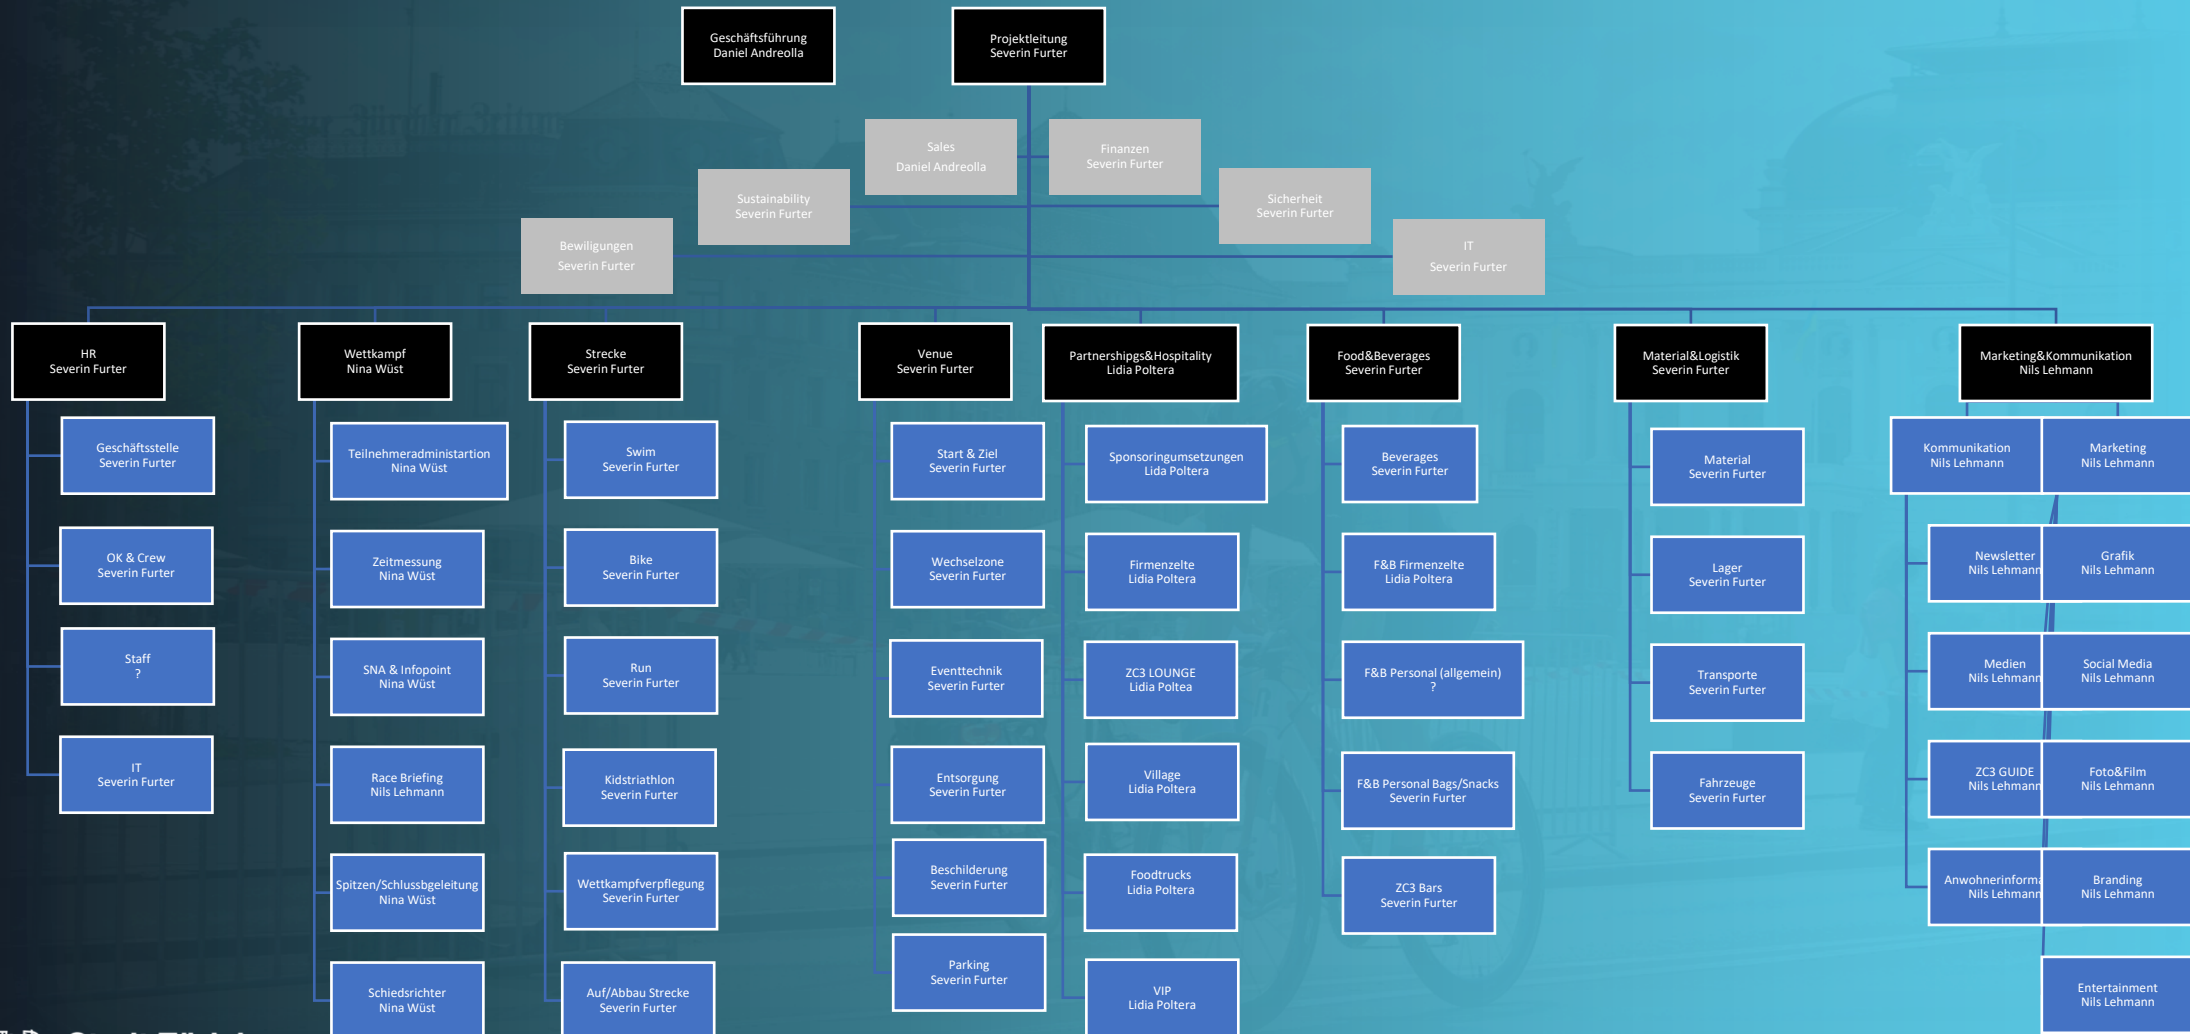 Geschäftsführung
Daniel Andreolla
Projektleitung
Severin Furter
Sales
Daniel Andreolla
Finanzen
Severin Furter
Sustainability
Severin Furter
Sicherheit
Severin Furter
Bewiligungen
Severin Furter
IT
Severin Furter
HR
Severin Furter
Geschäftsstelle
Severin Furter
OK & Crew
Severin Furter
Staff
?
IT
Severin Furter
Wettkampf
Nina Wüst
Teilnehmeradministartion
Nina Wüst
Zeitmessung
Nina Wüst
SNA & Infopoint
Nina Wüst
Race Briefing
Nils Lehmann
Spitzen/Schlussbgeleitung
Nina Wüst
Schiedsrichter
Nina Wüst
Strecke
Severin Furter
Swim
Severin Furter
Bike
Severin Furter
Run
Severin Furter
Kidstriathlon
Severin Furter
Wettkampfverpflegung
Severin Furter
Auf/Abbau Strecke
Severin Furter
Venue
Severin Furter
Start & Ziel
Severin Furter
Wechselzone
Severin Furter
Eventtechnik
Severin Furter
Entsorgung
Severin Furter
Beschilderung
Severin Furter
Parking
Severin Furter
Partnershipgs&Hospitality
Lidia Poltera
Sponsoringumsetzungen
Lida Poltera
Firmenzelte
Lidia Poltera
ZC3 LOUNGE
Lidia Poltea
Village
Lidia Poltera
Foodtrucks
Lidia Poltera
VIP
Lidia Poltera
Food&Beverages
Severin Furter
Beverages
Severin Furter
F&B Firmenzelte
Lidia Poltera
F&B Personal (allgemein)
?
F&B Personal Bags/Snacks
Severin Furter
ZC3 Bars
Severin Furter
Material&Logistik
Severin Furter
Material
Severin Furter
Lager
Severin Furter
Transporte
Severin Furter
Fahrzeuge
Severin Furter
Marketing&Kommunikation
Nils Lehmann
Kommunikation
Nils Lehmann
Newsletter
Nils Lehmann
Medien
Nils Lehmann
ZC3 GUIDE
Nils Lehmann
Anwohnerinforma
Nils Lehmann
Marketing
Nils Lehmann
Grafik
Nils Lehmann
Social Media
Nils Lehmann
Foto&Film
Nils Lehmann
Branding
Nils Lehmann
Entertainment
Nils Lehmann